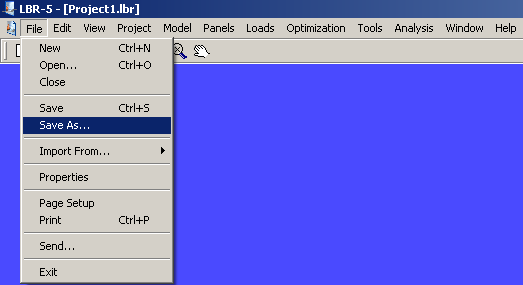 LBR-5 - [Project1.lbr]
File Edit View Project Model Panels Loads Optimization Tools Analysis Window Help
New Ctrl+N
Open... Ctrl+O
Close
Save Ctrl+S
Save As...
Import From...
Properties
Page Setup
Print Ctrl+P
Send...
Exit